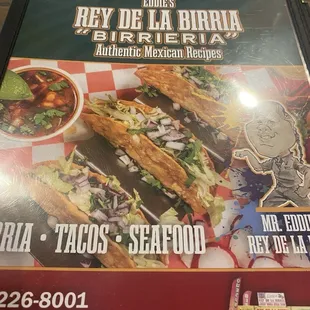 EDDIE'S
REY DE LA BIRRIA
"BIRRIERIA"
Authentic Mexican Recipes
RIA • TACOS • SEAFOOD
MR. EDDI
REY DE LA
226-8001